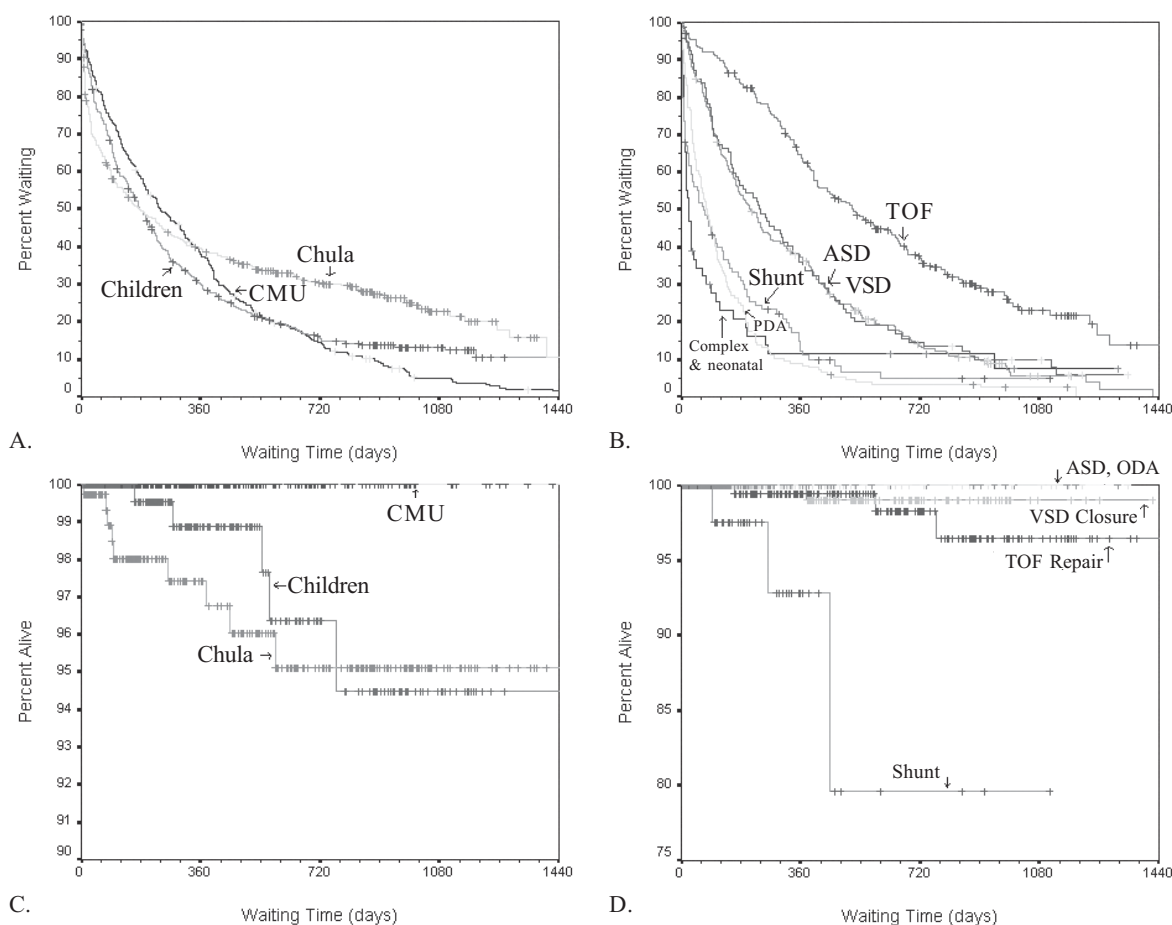 100
90
80
70
60
50
40
30
20
10
0
Percent Waiting
Chula
Children
CMU
0
360
720
1080
1440
Waiting Time (days)
A.
100
90
80
70
60
50
40
30
20
10
0
Percent Waiting
TOF
ASD
Shunt
VSD
PDA
Complex
& neonatal
0
360
720
1080
1440
Waiting Time (days)
B.
100
99
98
97
96
95
94
93
92
91
90
Percent Alive
CMU
Children
Chula
0
360
720
1080
1440
Waiting Time (days)
C.
100
95
90
85
80
75
Percent Alive
ASD, ODA
VSD Closure
TOF Repair
Shunt
0
360
720
1080
1440
Waiting Time (days)
D.